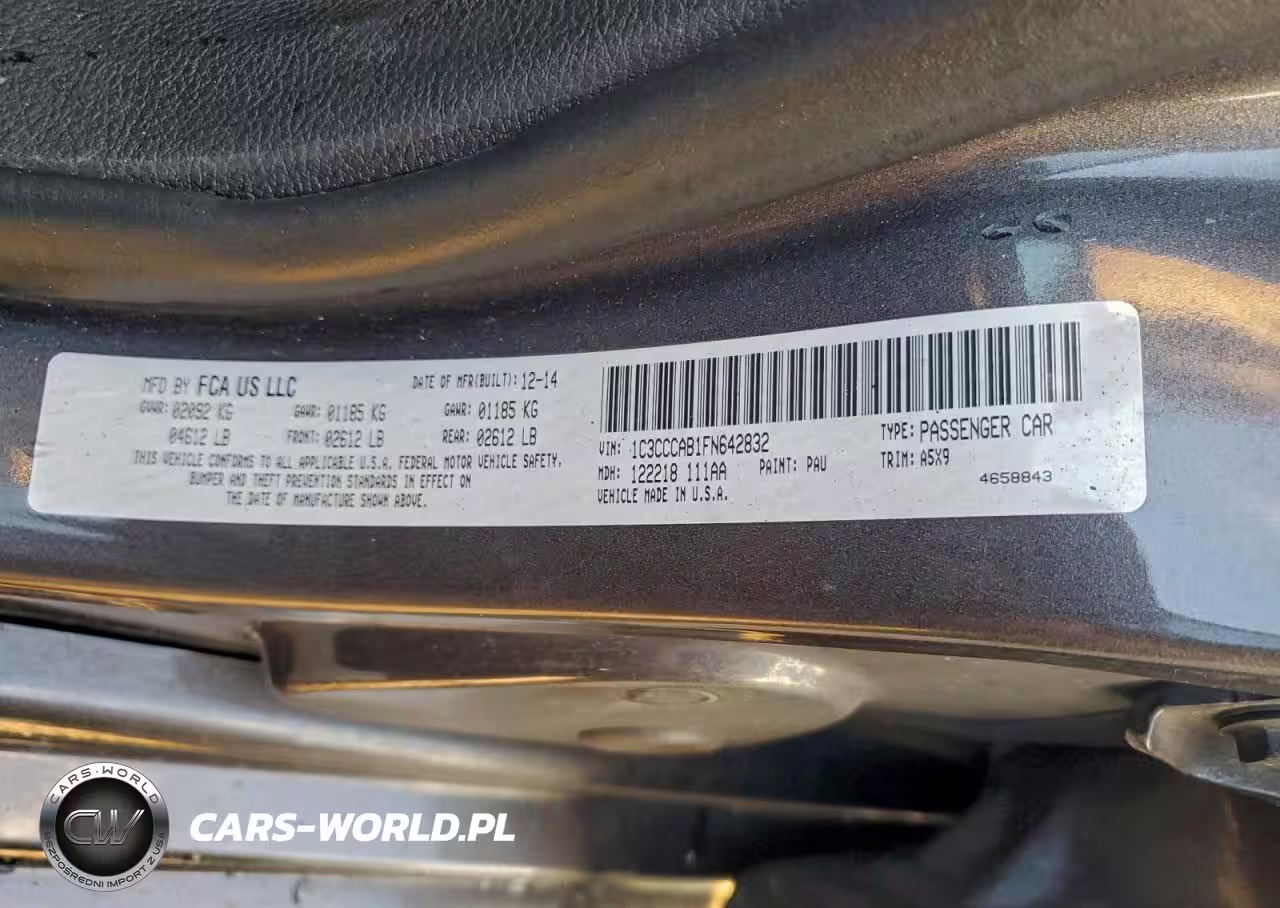 MFD BY FCA US LLC DATE OF MFR(BUILT): 12-14
GVWR: 02092 KG GAWR: 01185 KG GAWR: 01185 KG
04612 LB FRONT: 02612 LB REAR: 02612 LB
THIS VEHICLE CONFORMS TO ALL APPLICABLE U.S.A. FEDERAL MOTOR VEHICLE SAFETY,
BUMPER AND THEFT PREVENTION STANDARDS IN EFFECT ON
THE DATE OF MANUFACTURE SHOWN ABOVE.
VIN: 1C3CCCAB1FN642832 TYPE: PASSENGER CAR
MDH: 122218 111AA PAINT: PAU TRIM: A5X9
VEHICLE MADE IN U.S.A. 4658843
CARS-WORLD
CW
BEZPOŚREDNI IMPORT Z USA
CARS-WORLD.PL